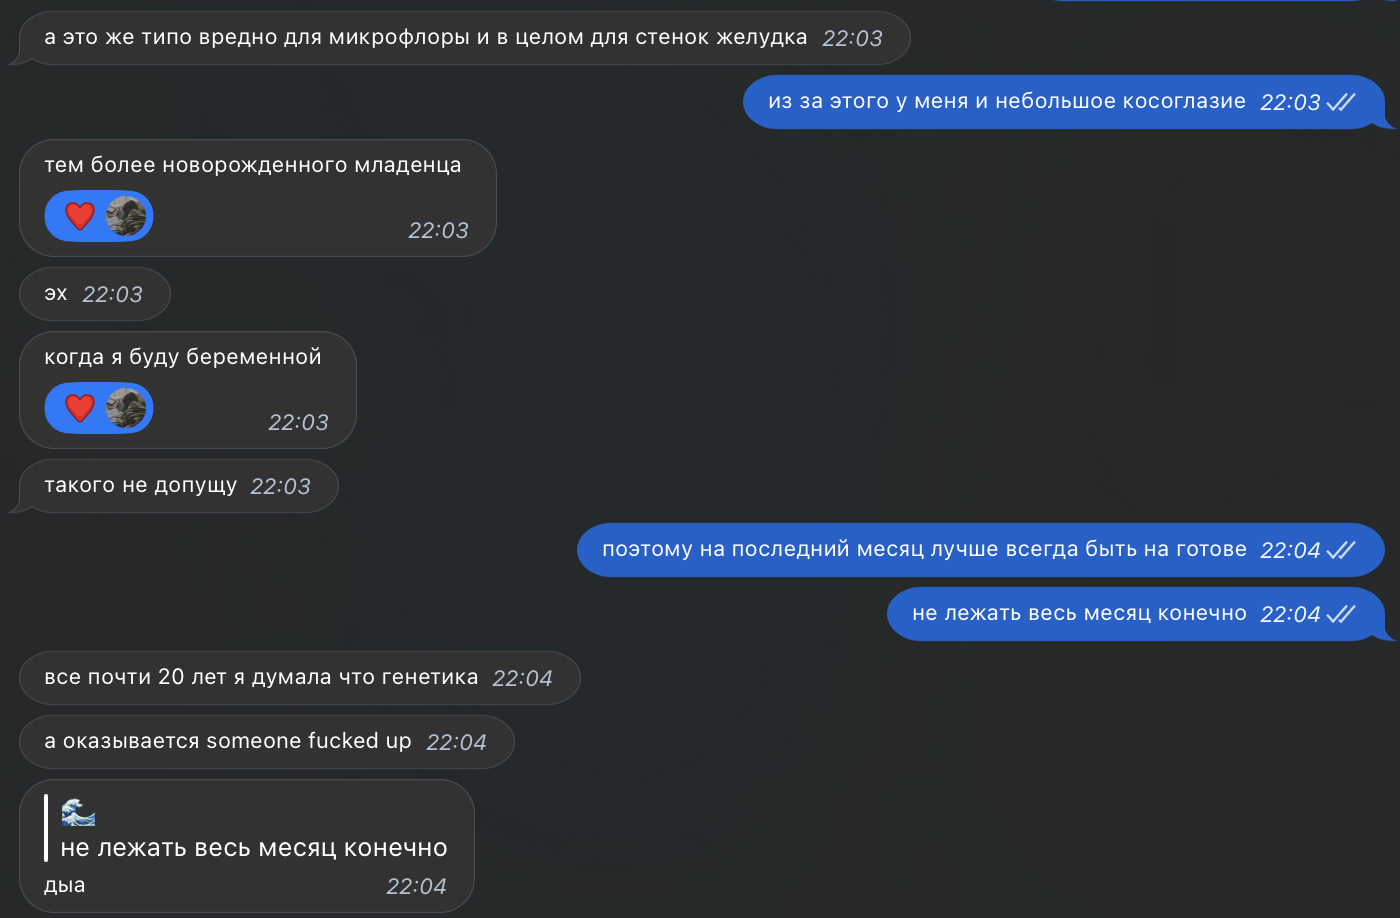 а это же типо вредно для микрофлоры и в целом для стенок желудка 22:03
из за этого у меня и небольшое косоглазие 22:03
тем более новорожденного младенца
22:03
эх 22:03
когда я буду беременной
22:03
такого не допущу 22:03
поэтому на последний месяц лучше всегда быть на готове 22:04
не лежать весь месяц конечно 22:04
все почти 20 лет я думала что генетика 22:04
а оказывается someone fucked up 22:04
не лежать весь месяц конечно
дыа 22:04